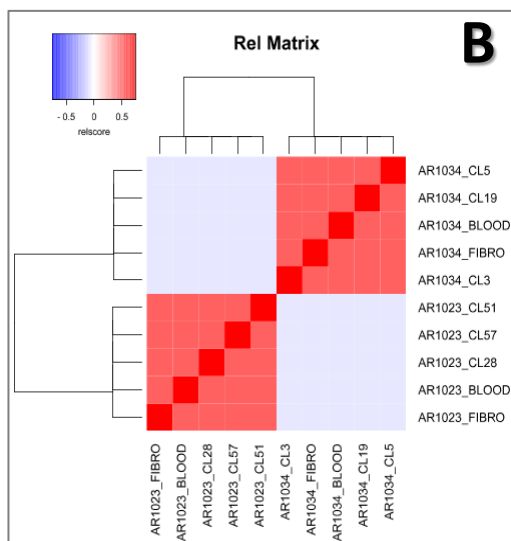 B
Rel Matrix
- 0.5 0 0.5
relscore
AR1034_CL5
AR1034_CL19
AR1034_BLOOD
AR1034_FIBRO
AR1034_CL3
AR1023_CL51
AR1023_CL57
AR1023_CL28
AR1023_BLOOD
AR1023_FIBRO
AR1023_FIBRO
AR1023_BLOOD
AR1023_CL28
AR1023_CL57
AR1023_CL51
AR1034_CL3
AR1034_FIBRO
AR1034_BLOOD
AR1034_CL19
AR1034_CL5